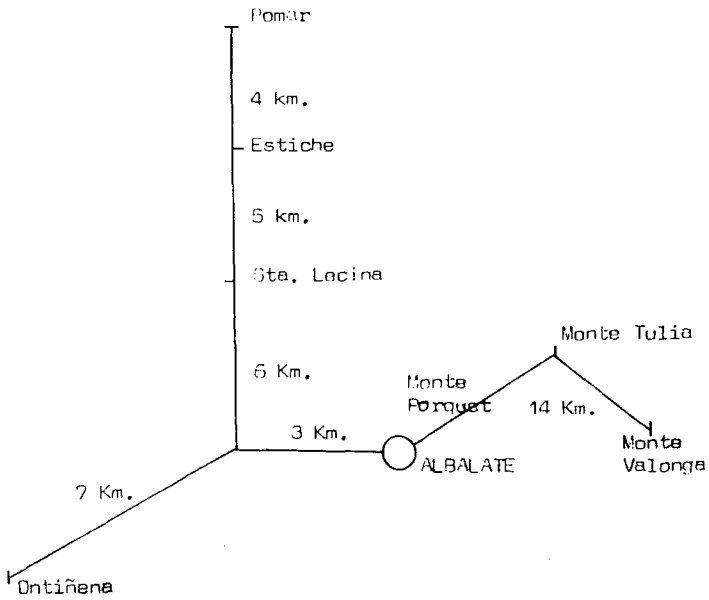 Pomar
4 km.
Estiche
5 km.
Sta. Lecina
6 Km.
Monte Tulia
Monte
Porquet
14 Km.
3 Km.
ALBALATE
Monte
Valonga
7 Km.
Ontiñena